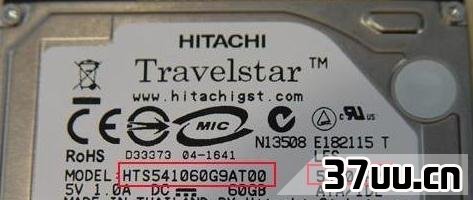 HITACHI
Travelstar™
www.hitachigst.com
MIC
N13508 E182115 T
RoHS D33373 04-1641
MODEL: HTS541060G9AT00
5V 1.0A DC 60GB
37uu.cn